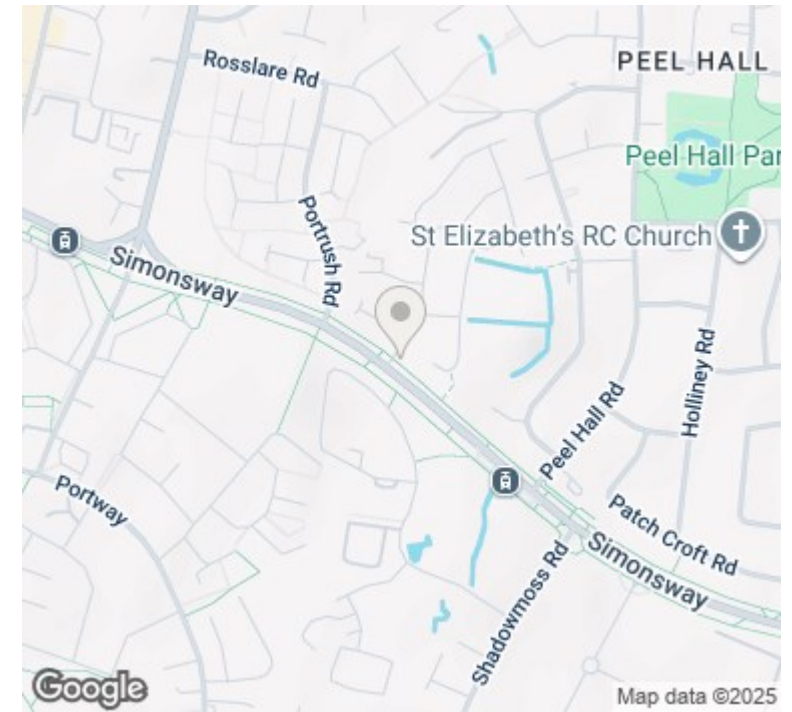 PEEL HALL
Rosslare Rd
Peel Hall Par
Portrush Rd
St Elizabeth's RC Church
Simonsway
Holliney Rd
Peel Hall Rd
Portway
Patch Croft Rd
Simonsway
Shadowmoss Rd
Google
Map data ©2025